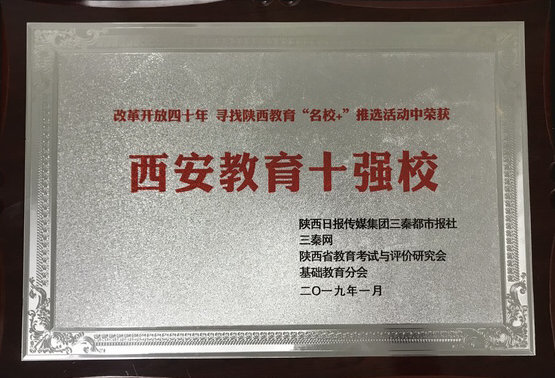 改革开放四十年 寻找陕西教育“名校+”推选活动中荣获
西安教育十强校
陕西日报传媒集团三秦都市报社
三秦网
陕西省教育考试与评价研究会
基础教育分会
二〇一九年一月